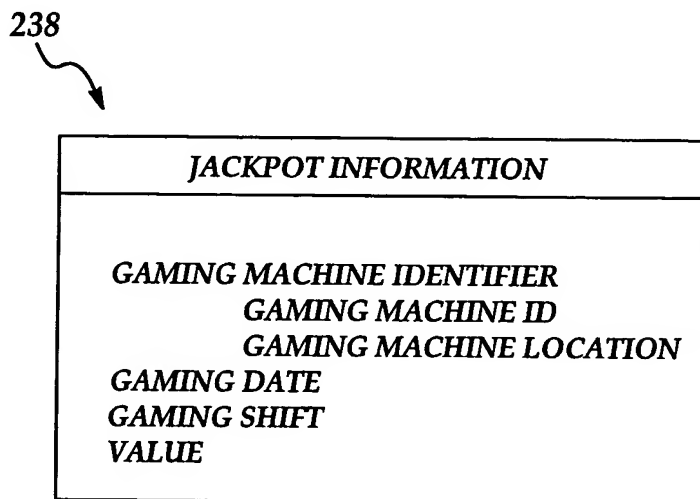 238
JACKPOT INFORMATION
GAMING MACHINE IDENTIFIER
GAMING MACHINE ID
GAMING MACHINE LOCATION
GAMING DATE
GAMING SHIFT
VALUE